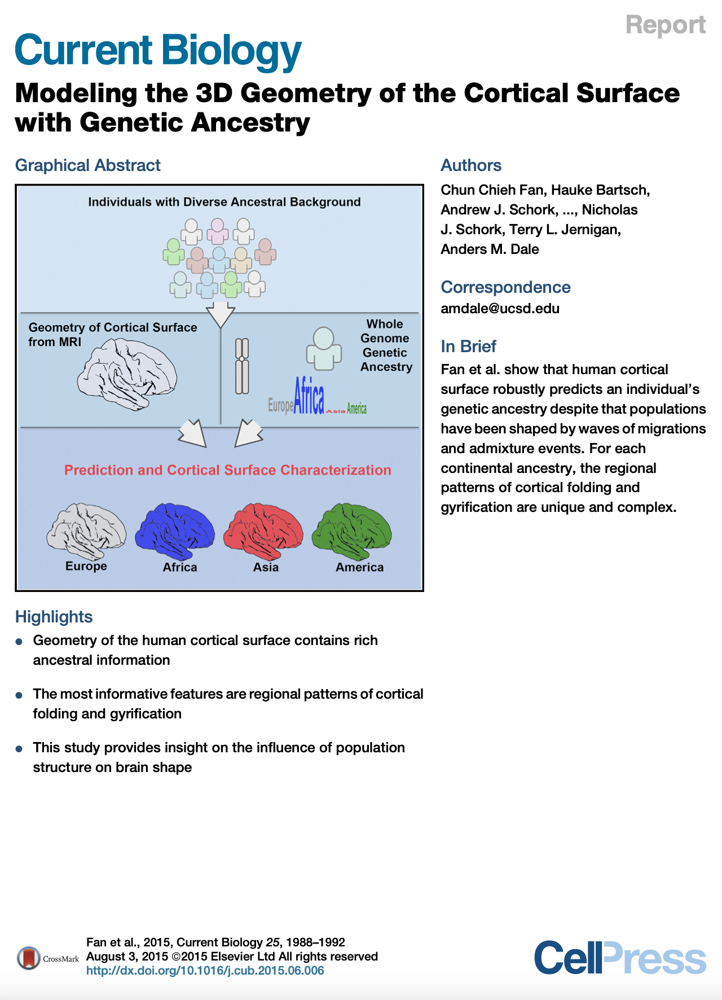 Report
Current Biology
Modeling the 3D Geometry of the Cortical Surface
with Genetic Ancestry
Graphical Abstract
Individuals with Diverse Ancestral Background
Geometry of Cortical Surface
from MRI
Whole
Genome
Genetic
Ancestry
Europe Africa Asia America
Prediction and Cortical Surface Characterization
Europe Africa Asia America
Highlights
● Geometry of the human cortical surface contains rich
ancestral information
● The most informative features are regional patterns of cortical
folding and gyrification
● This study provides insight on the influence of population
structure on brain shape
Authors
Chun Chieh Fan, Hauke Bartsch,
Andrew J. Schork, ..., Nicholas
J. Schork, Terry L. Jernigan,
Anders M. Dale
Correspondence
amdale@ucsd.edu
In Brief
Fan et al. show that human cortical
surface robustly predicts an individual’s
genetic ancestry despite that populations
have been shaped by waves of migrations
and admixture events. For each
continental ancestry, the regional
patterns of cortical folding and
gyrification are unique and complex.
CrossMark
Fan et al., 2015, Current Biology 25, 1988–1992
August 3, 2015 ©2015 Elsevier Ltd All rights reserved
http://dx.doi.org/10.1016/j.cub.2015.06.006
CellPress